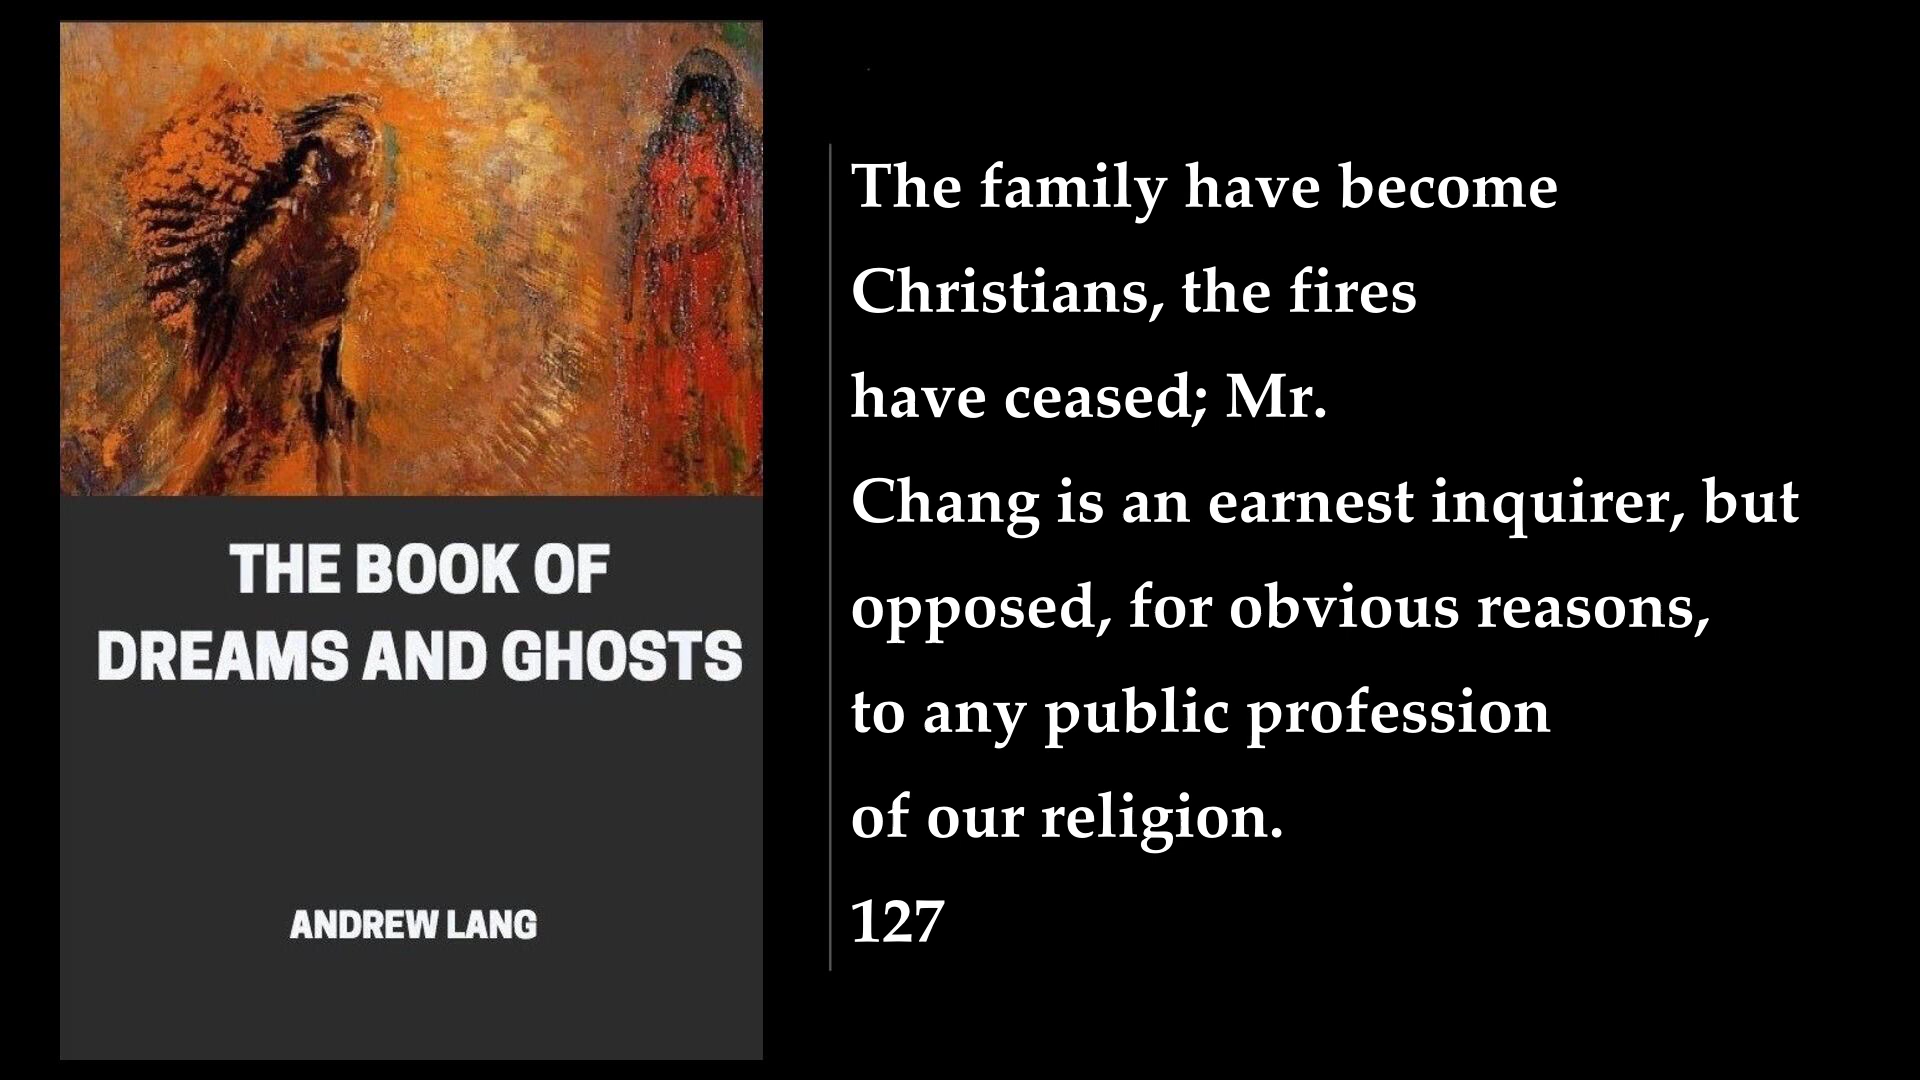 THE BOOK OF
DREAMS AND GHOSTS
ANDREW LANG
The family have become
Christians, the fires
have ceased; Mr.
Chang is an earnest inquirer, but
opposed, for obvious reasons,
to any public profession
of our religion.
127